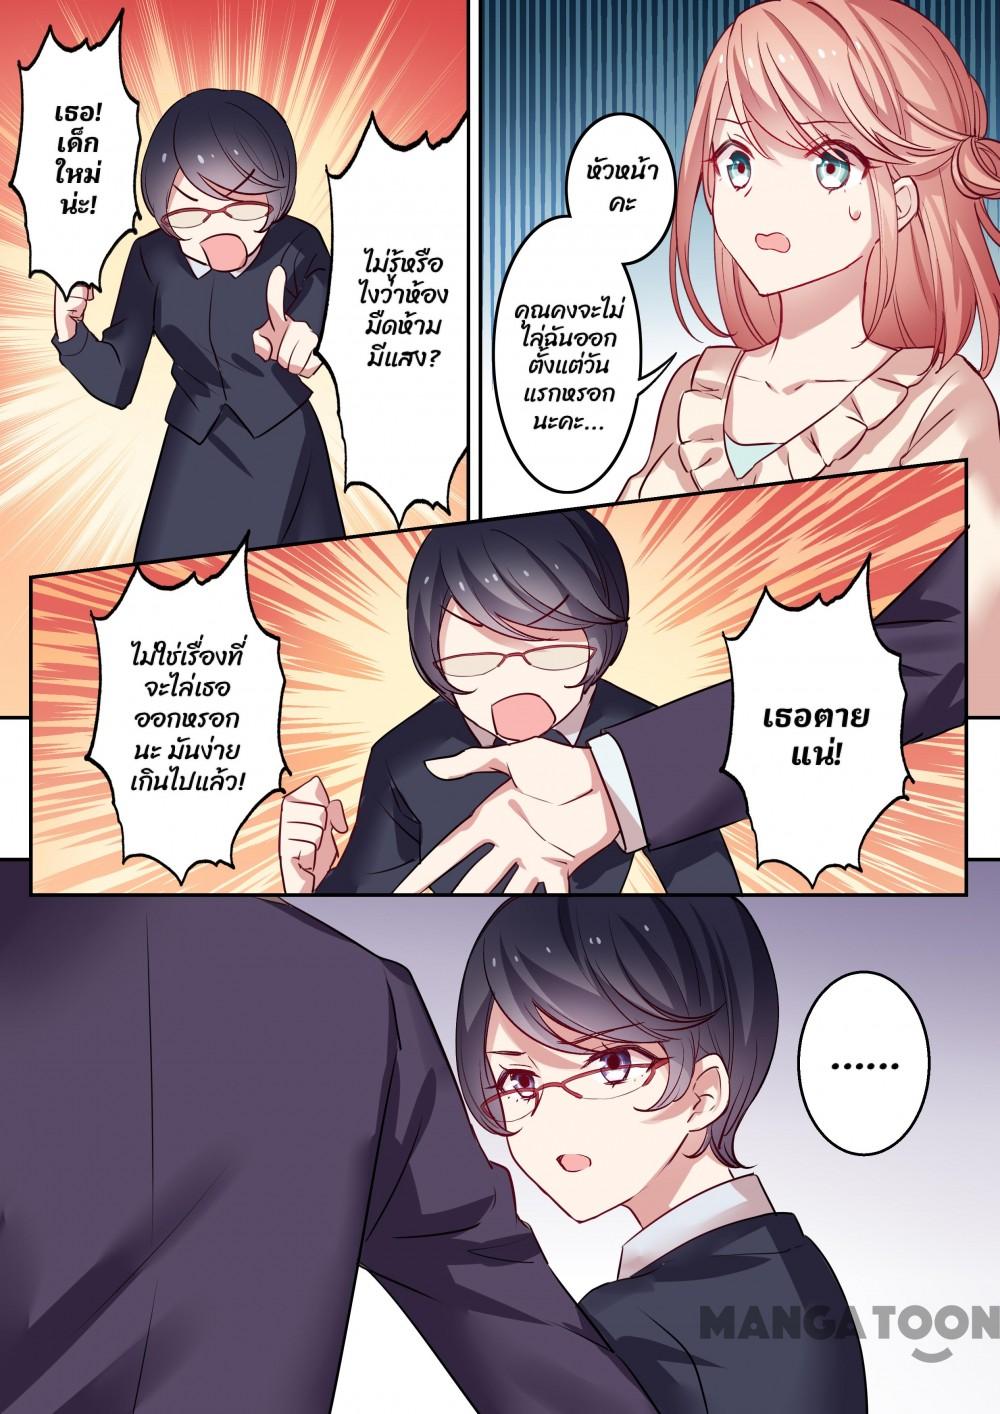 เธอ!
เด็ก
ใหม่
น่ะ!
ไม่รู้หรือ
ไงว่าห้อง
มืดห้าม
มีแสง?
หัวหน้า
คะ
คุณคงจะไม่
ไล่ฉันออก
ตั้งแต่วัน
แรกหรอก
นะคะ...
ไม่ใช่เรื่องที่
จะไล่เธอ
ออกหรอก
นะ มันง่าย
เกินไปแล้ว!
เธอตาย
แน่!
......
MANGATOON